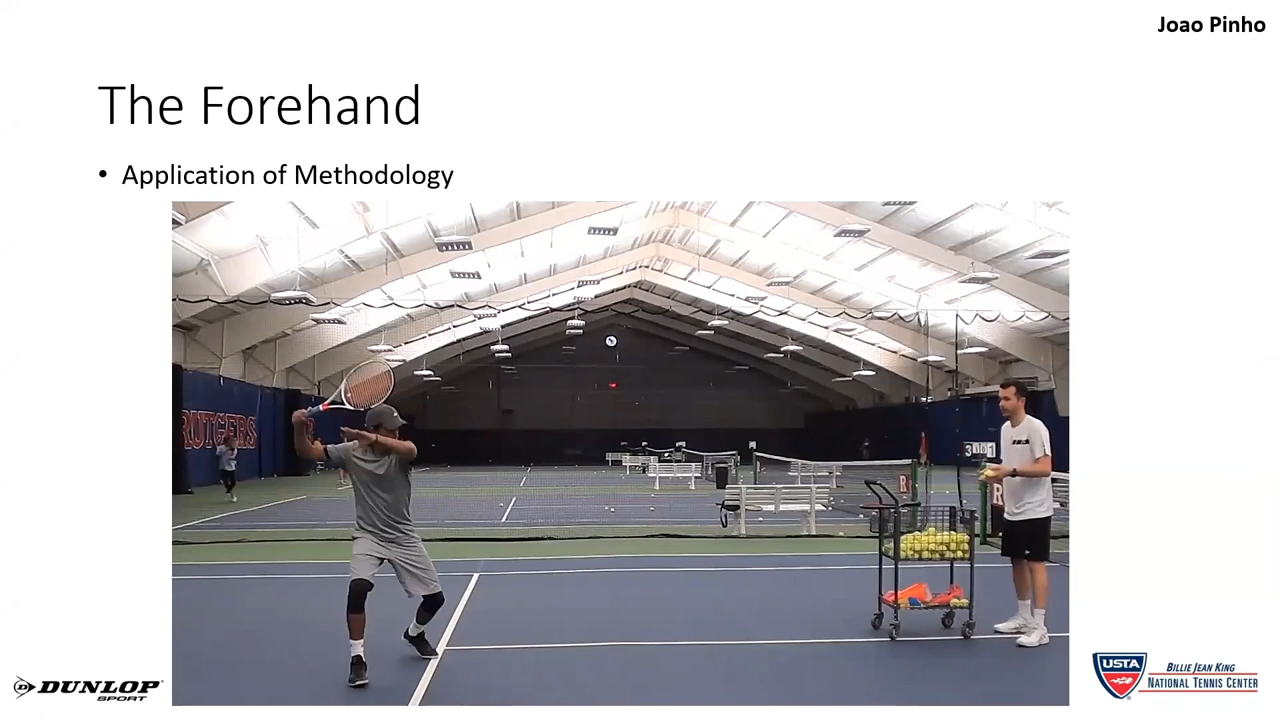 Joao Pinho
The Forehand
• Application of Methodology
RUTGERS
R
R
DUNLOP
SPORT
USTA
BILLIE JEAN KING
NATIONAL TENNIS CENTER